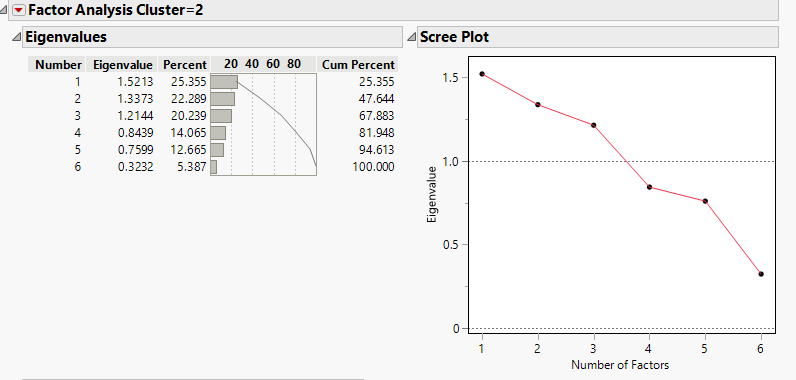 Factor Analysis Cluster=2
Eigenvalues
Number Eigenvalue Percent 20 40 60 80 Cum Percent
1 1.5213 25.355 25.355
2 1.3373 22.289 47.644
3 1.2144 20.239 67.883
4 0.8439 14.065 81.948
5 0.7599 12.665 94.613
6 0.3232 5.387 100.000
Scree Plot
Eigenvalue
1.5
1.0
0.5
0
1 2 3 4 5 6
Number of Factors